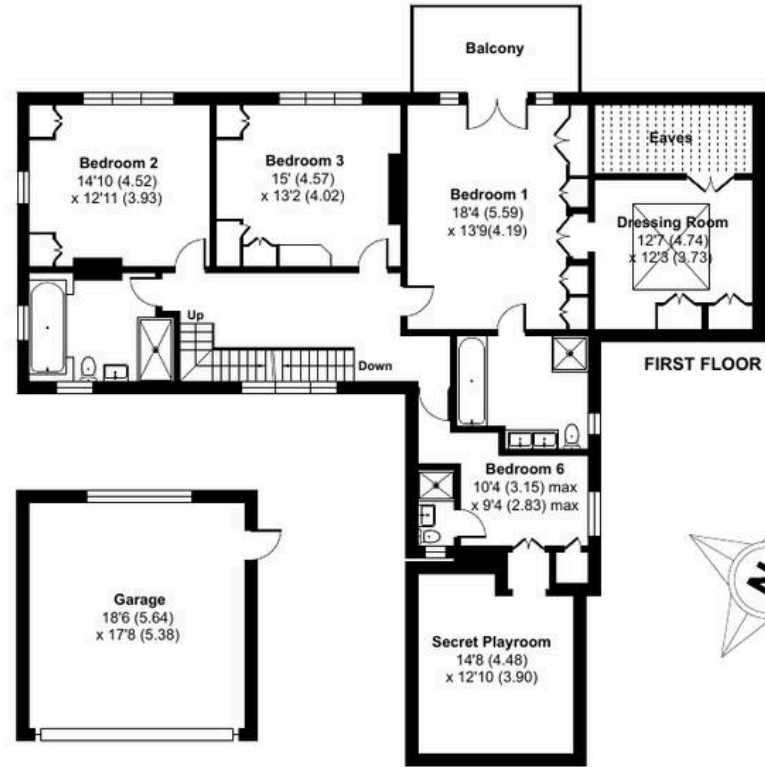 Balcony
Bedroom 2
14'10 (4.52)
x 12'11 (3.93)
Bedroom 3
15' (4.57)
x 13'2 (4.02)
Bedroom 1
18'4 (5.59)
x 13'9(4.19)
Eaves
Dressing Room
12'7 (4.74)
x 12'3 (3.73)
Up
Down
FIRST FLOOR
Bedroom 6
10'4 (3.15) max
x 9'4 (2.83) max
Garage
18'6 (5.64)
x 17'8 (5.38)
Secret Playroom
14'8 (4.48)
x 12'10 (3.90)
N